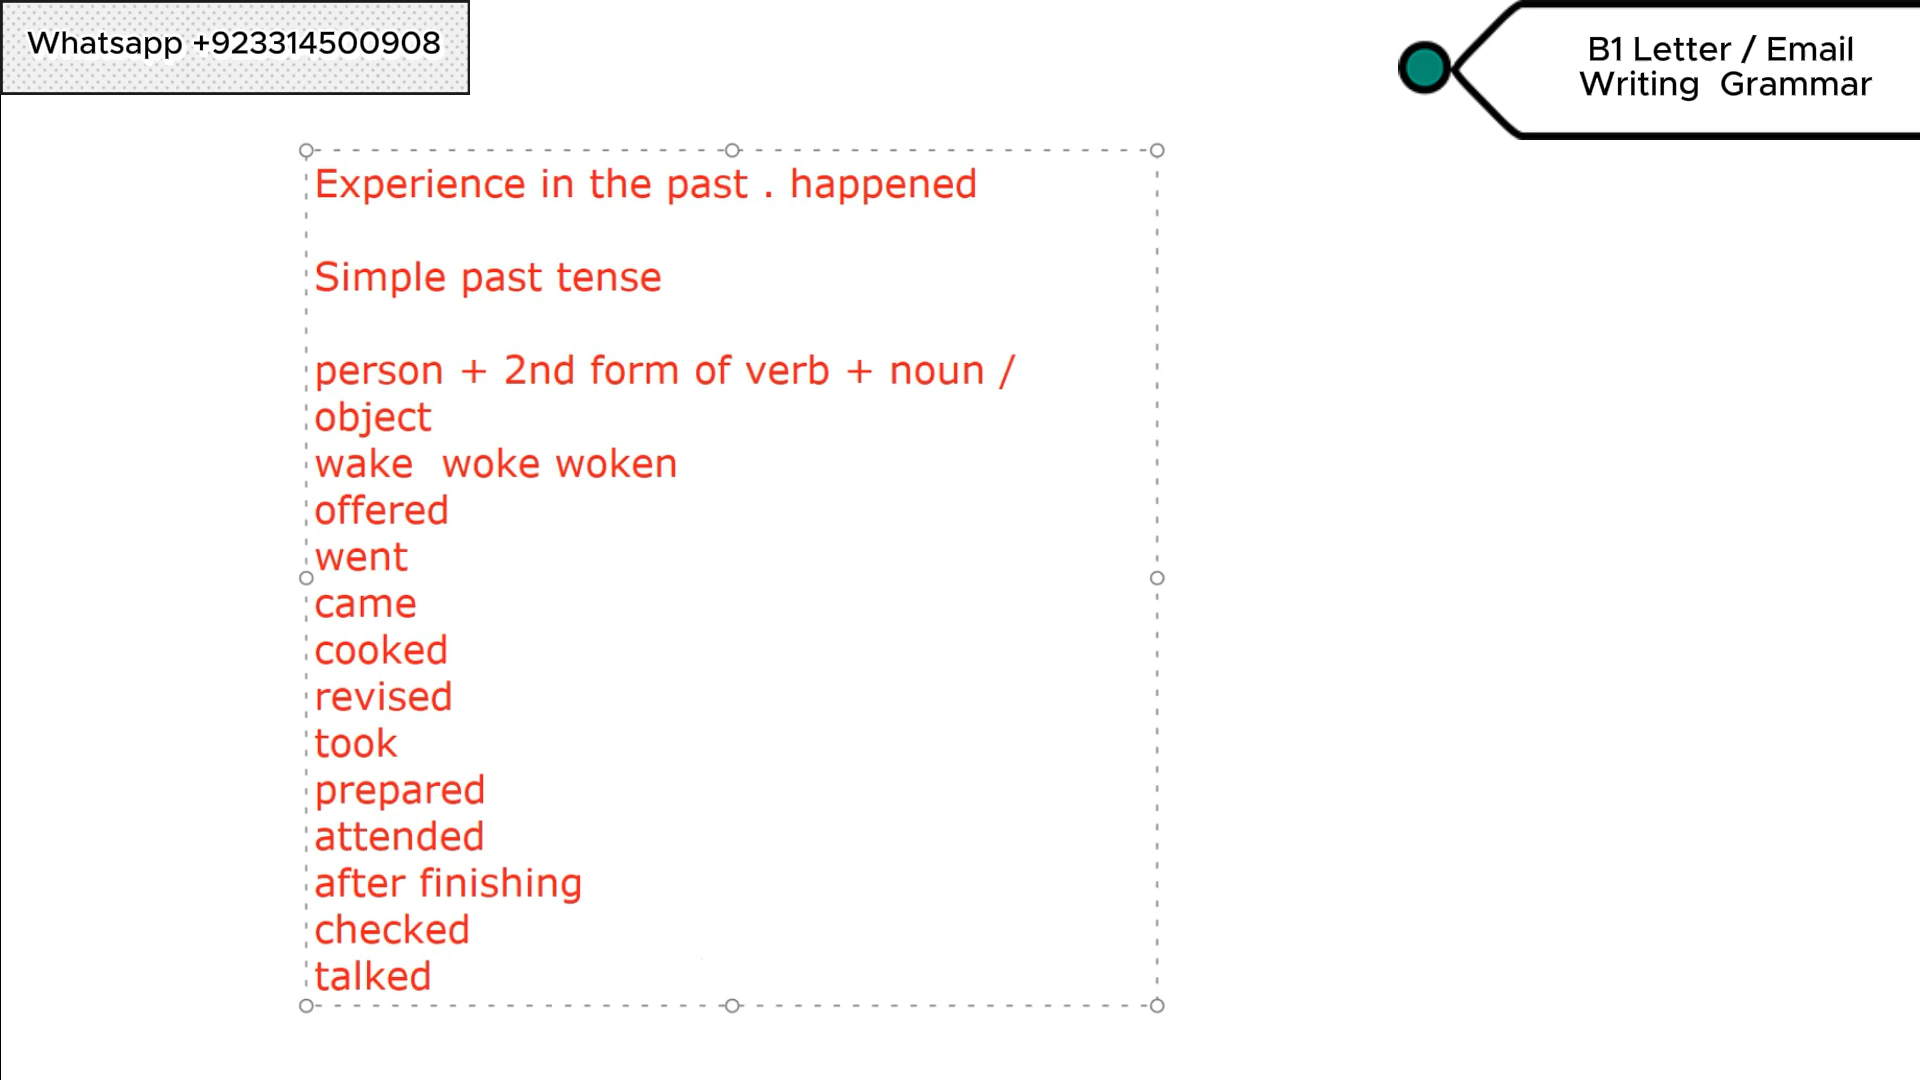 Whatsapp +923314500908
B1 Letter / Email
Writing  Grammar
Experience in the past . happened
Simple past tense
person + 2nd form of verb + noun /
object
wake  woke woken
offered
went
came
cooked
revised
took
prepared
attended
after finishing
checked
talked